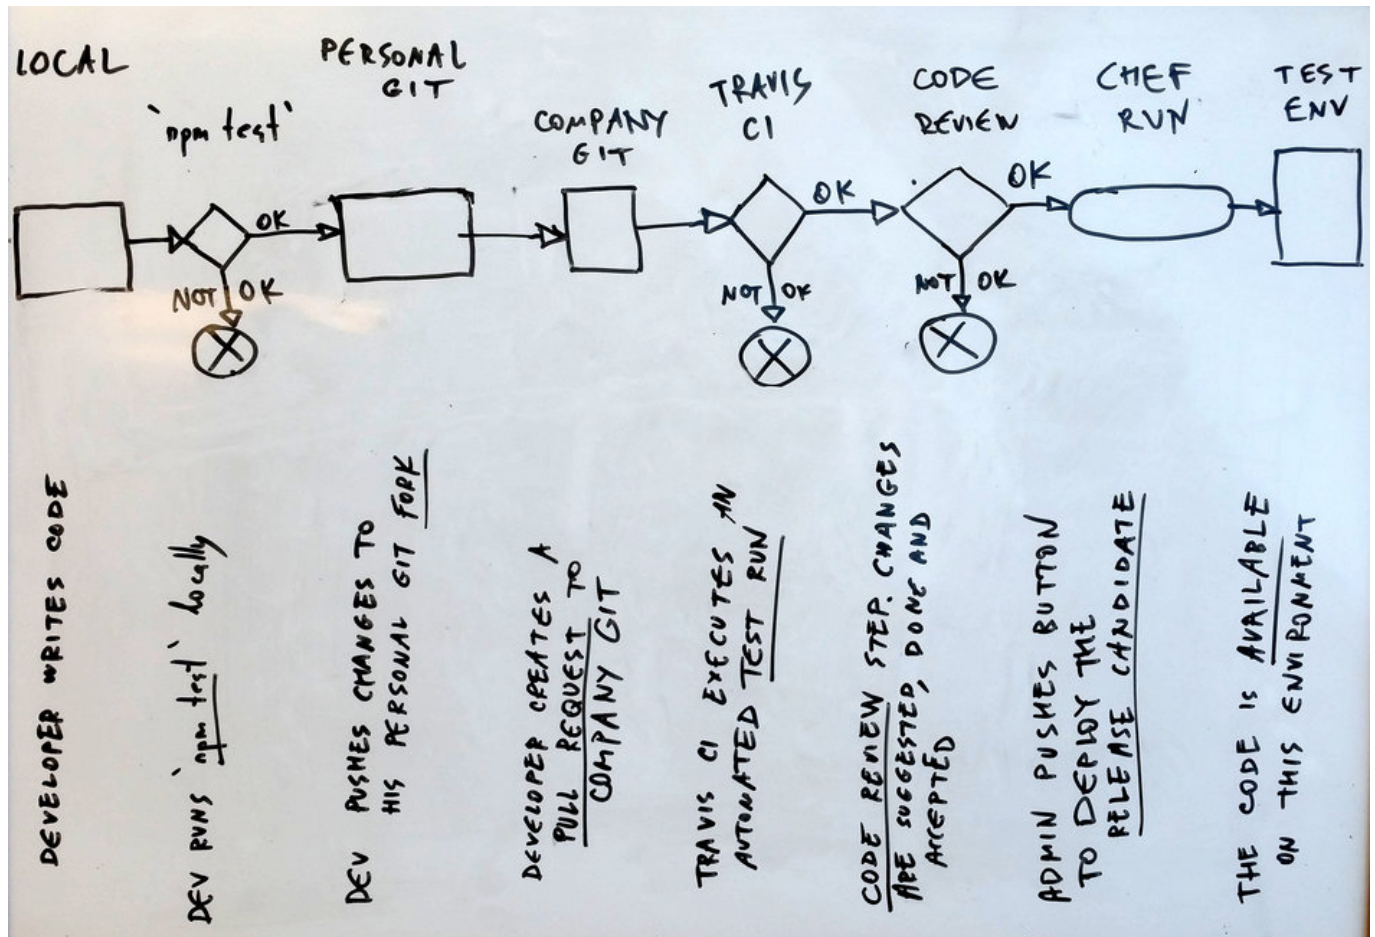 LOCAL
`npm test`
PERSONAL
GIT
COMPANY
GIT
TRAVIS
CI
CODE
REVIEW
CHEF
RUN
TEST
ENV
OK
NOT OK
OK
NOT OK
OK
NOT OK
DEVELOPER WRITES CODE
DEV RUNS `npm test` locally
DEV PUSHES CHANGES TO
HIS PERSONAL GIT FORK
DEVELOPER CREATES A
PULL REQUEST TO
COMPANY GIT
TRAVIS CI EXECUTES AN
AUTOMATED TEST RUN
CODE REVIEW STEP. CHANGES
ARE SUGGESTED, DONE AND
ACCEPTED
ADMIN PUSHES BUTTON
TO DEPLOY THE
RELEASE CANDIDATE
THE CODE IS AVAILABLE
ON THIS ENVIRONMENT